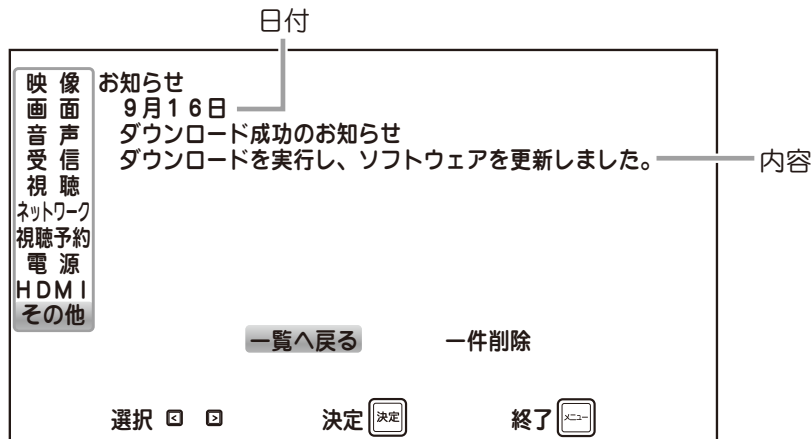 日付
映像
画面
音声
受信
視聴
ネットワーク
視聴予約
電源
HDMI
その他
お知らせ
9月16日
ダウンロード成功のお知らせ
ダウンロードを実行し、ソフトウェアを更新しました。
内容
一覧へ戻る 一件削除
選択 決定 決定 終了 メニュー